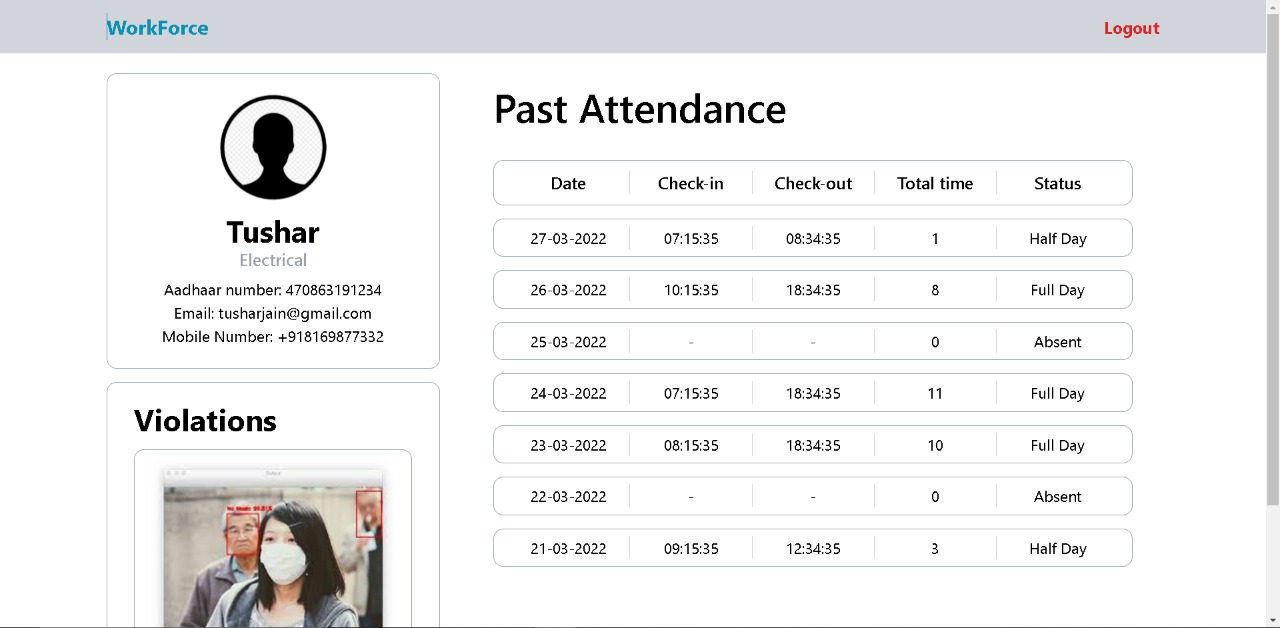 WorkForce
Logout
Tushar
Electrical
Aadhaar number: 470863191234
Email: tusharjain@gmail.com
Mobile Number: +918169877332
Violations
Past Attendance
Date Check-in Check-out Total time Status
27-03-2022 07:15:35 08:34:35 1 Half Day
26-03-2022 10:15:35 18:34:35 8 Full Day
25-03-2022 - - 0 Absent
24-03-2022 07:15:35 18:34:35 11 Full Day
23-03-2022 08:15:35 18:34:35 10 Full Day
22-03-2022 - - 0 Absent
21-03-2022 09:15:35 12:34:35 3 Half Day